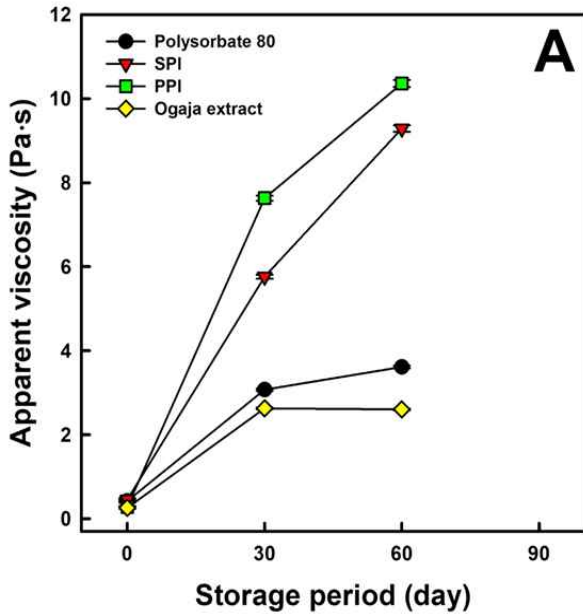 A
Polysorbate 80
SPI
PPI
Ogaja extract
Apparent viscosity (Pa·s)
12
10
8
6
4
2
0
0 30 60 90
Storage period (day)